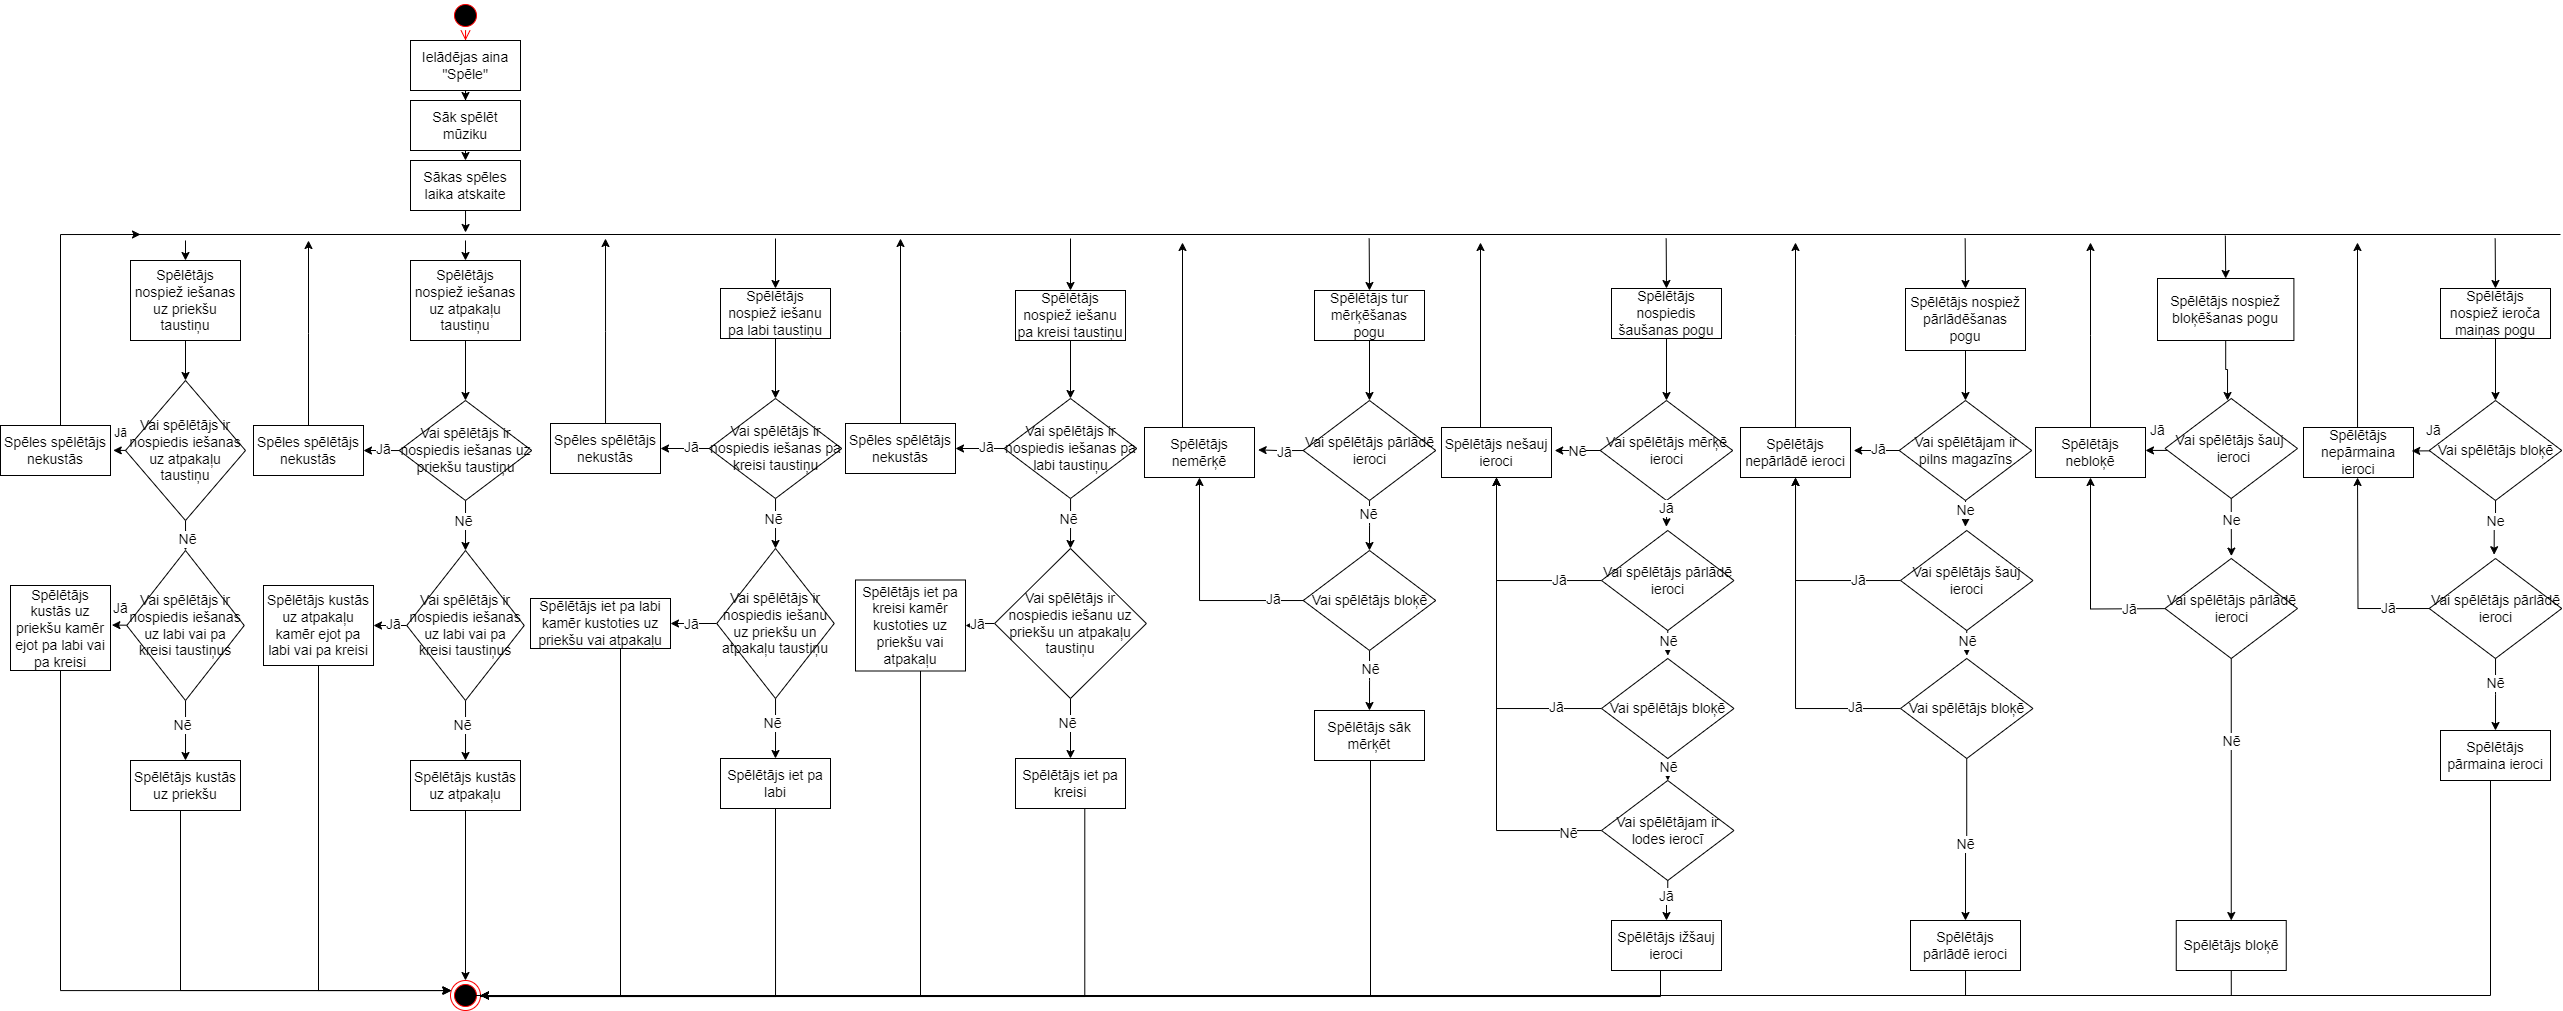 Ielādējas aina
"Spēle"
Sāk spēlēt
mūziku
Sākas spēles
laika atskaite
Spēlētājs
nospiež iešanas
uz priekšu
taustiņu
Vai spēlētājs ir
nospiedis iešanas
uz atpakaļu
taustiņu
Jā
Spēles spēlētājs
nekustās
Nē
Vai spēlētājs ir
nospiedis iešanas
uz labi vai pa
kreisi taustiņus
Jā
Spēlētājs
kustās uz
priekšu kamēr
ejot pa labi vai
pa kreisi
Nē
Spēlētājs kustās
uz priekšu
Spēlētājs
nospiež iešanas
uz atpakaļu
taustiņu
Vai spēlētājs ir
nospiedis iešanas uz
priekšu taustiņu
Jā
Spēles spēlētājs
nekustās
Nē
Vai spēlētājs ir
nospiedis iešanas
uz labi vai pa
kreisi taustiņus
Jā
Spēlētājs kustās
uz atpakaļu
kamēr ejot pa
labi vai pa kreisi
Nē
Spēlētājs kustās
uz atpakaļu
Spēlētājs
nospiež iešanu
pa labi taustiņu
Vai spēlētājs ir
nospiedis iešanas pa
kreisi taustiņu
Jā
Spēles spēlētājs
nekustās
Nē
Vai spēlētājs ir
nospiedis iešanu
uz priekšu un
atpakaļu taustiņu
Jā
Spēlētājs iet pa labi
kamēr kustoties uz
priekšu vai atpakaļu
Nē
Spēlētājs iet pa
labi
Spēlētājs
nospiež iešanu
pa kreisi taustiņu
Vai spēlētājs ir
nospiedis iešanas pa
labi taustiņu
Jā
Spēles spēlētājs
nekustās
Nē
Vai spēlētājs ir
nospiedis iešanu uz
priekšu un atpakaļu
taustiņu
Jā
Spēlētājs iet pa
kreisi kamēr
kustoties uz
priekšu vai
atpakaļu
Nē
Spēlētājs iet pa
kreisi
Spēlētājs tur
mērķēšanas
pogu
Vai spēlētājs pārlādē
ieroci
Jā
Spēlētājs
nemērķē
Nē
Vai spēlētājs bloķē
Jā
Nē
Spēlētājs sāk
mērķēt
Spēlētājs
nospiedis
šaušanas pogu
Vai spēlētājs mērķē
ieroci
Nē
Spēlētājs nešauj
ieroci
Jā
Vai spēlētājs pārlādē
ieroci
Jā
Nē
Vai spēlētājs bloķē
Jā
Nē
Vai spēlētājam ir
lodes ierocī
Nē
Jā
Spēlētājs ižšauj
ieroci
Spēlētājs nospiež
pārlādēšanas
pogu
Vai spēlētājam ir
pilns magazīns
Jā
Spēlētājs
nepārlādē ieroci
Ne
Vai spēlētājs šauj
ieroci
Jā
Nē
Vai spēlētājs bloķē
Jā
Nē
Spēlētājs
pārlādē ieroci
Spēlētājs nospiež
bloķēšanas pogu
Vai spēlētājs šauj
ieroci
Jā
Spēlētājs
nebloķē
Ne
Vai spēlētājs pārlādē
ieroci
Jā
Nē
Spēlētājs bloķē
Spēlētājs
nospiež ieroča
maiņas pogu
Vai spēlētājs bloķē
Jā
Spēlētājs
nepārmaina
ieroci
Ne
Vai spēlētājs pārlādē
ieroci
Jā
Nē
Spēlētājs
pārmaina ieroci